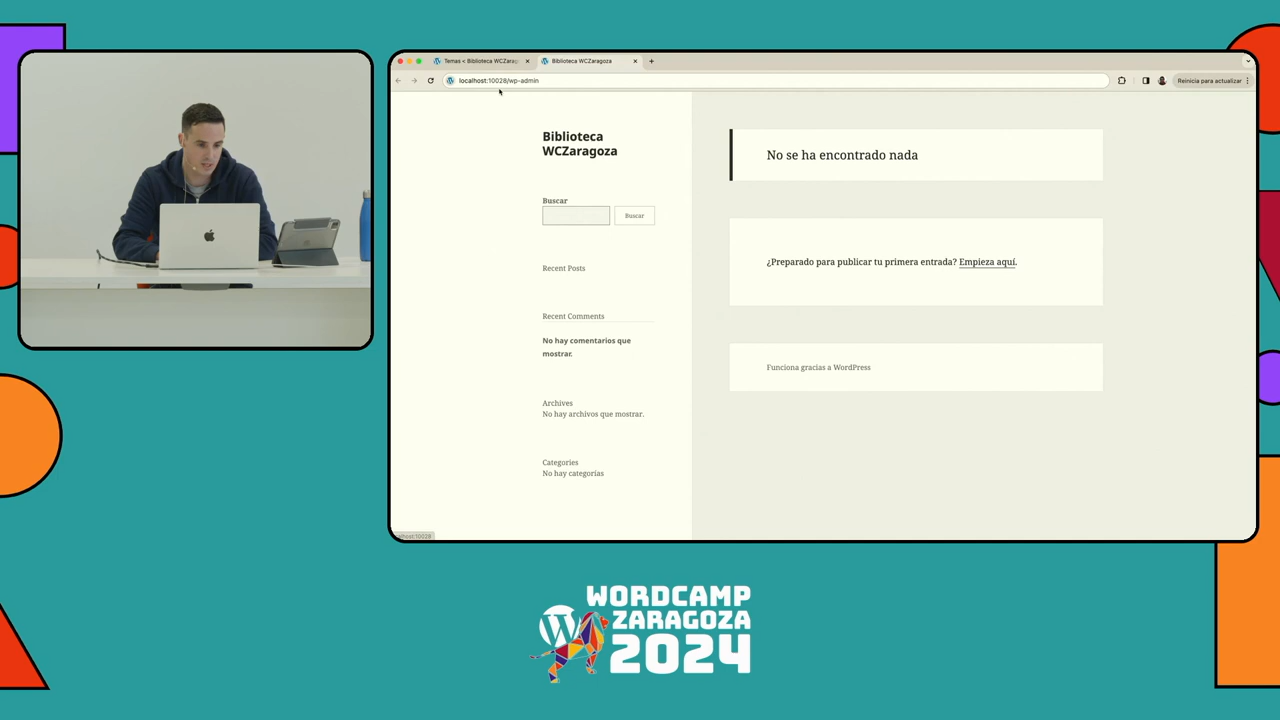 Temas < Biblioteca WCZarag
Biblioteca WCZaragoza
localhost:10028/wp-admin
Reinicia para actualizar
Biblioteca
WCZaragoza
Buscar
Buscar
Recent Posts
Recent Comments
No hay comentarios que
mostrar.
Archives
No hay archivos que mostrar.
Categories
No hay categorías
No se ha encontrado nada
¿Preparado para publicar tu primera entrada? Empieza aquí.
Funciona gracias a WordPress
WORDCAMP
ZARAGOZA
2024